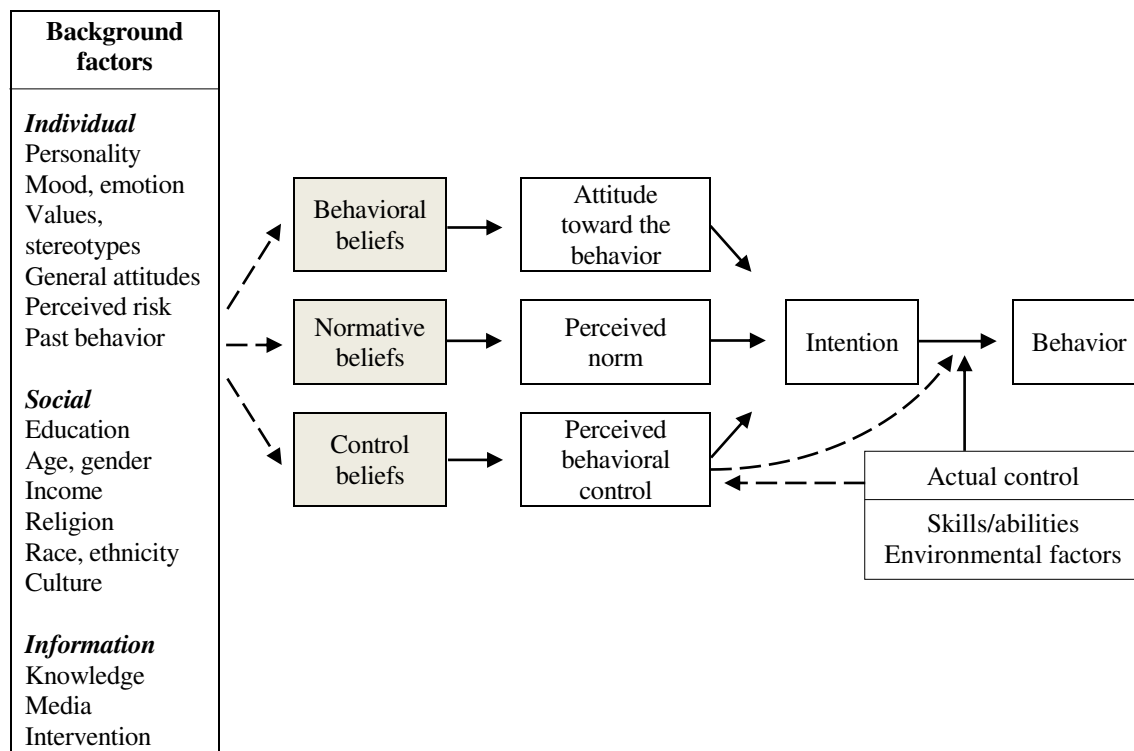 Background
factors
Individual
Personality
Mood, emotion
Values,
stereotypes
General attitudes
Perceived risk
Past behavior
Social
Education
Age, gender
Income
Religion
Race, ethnicity
Culture
Information
Knowledge
Media
Intervention
Behavioral
beliefs
Normative
beliefs
Control
beliefs
Attitude
toward the
behavior
Perceived
norm
Perceived
behavioral
control
Intention
Behavior
Actual control
Skills/abilities
Environmental factors